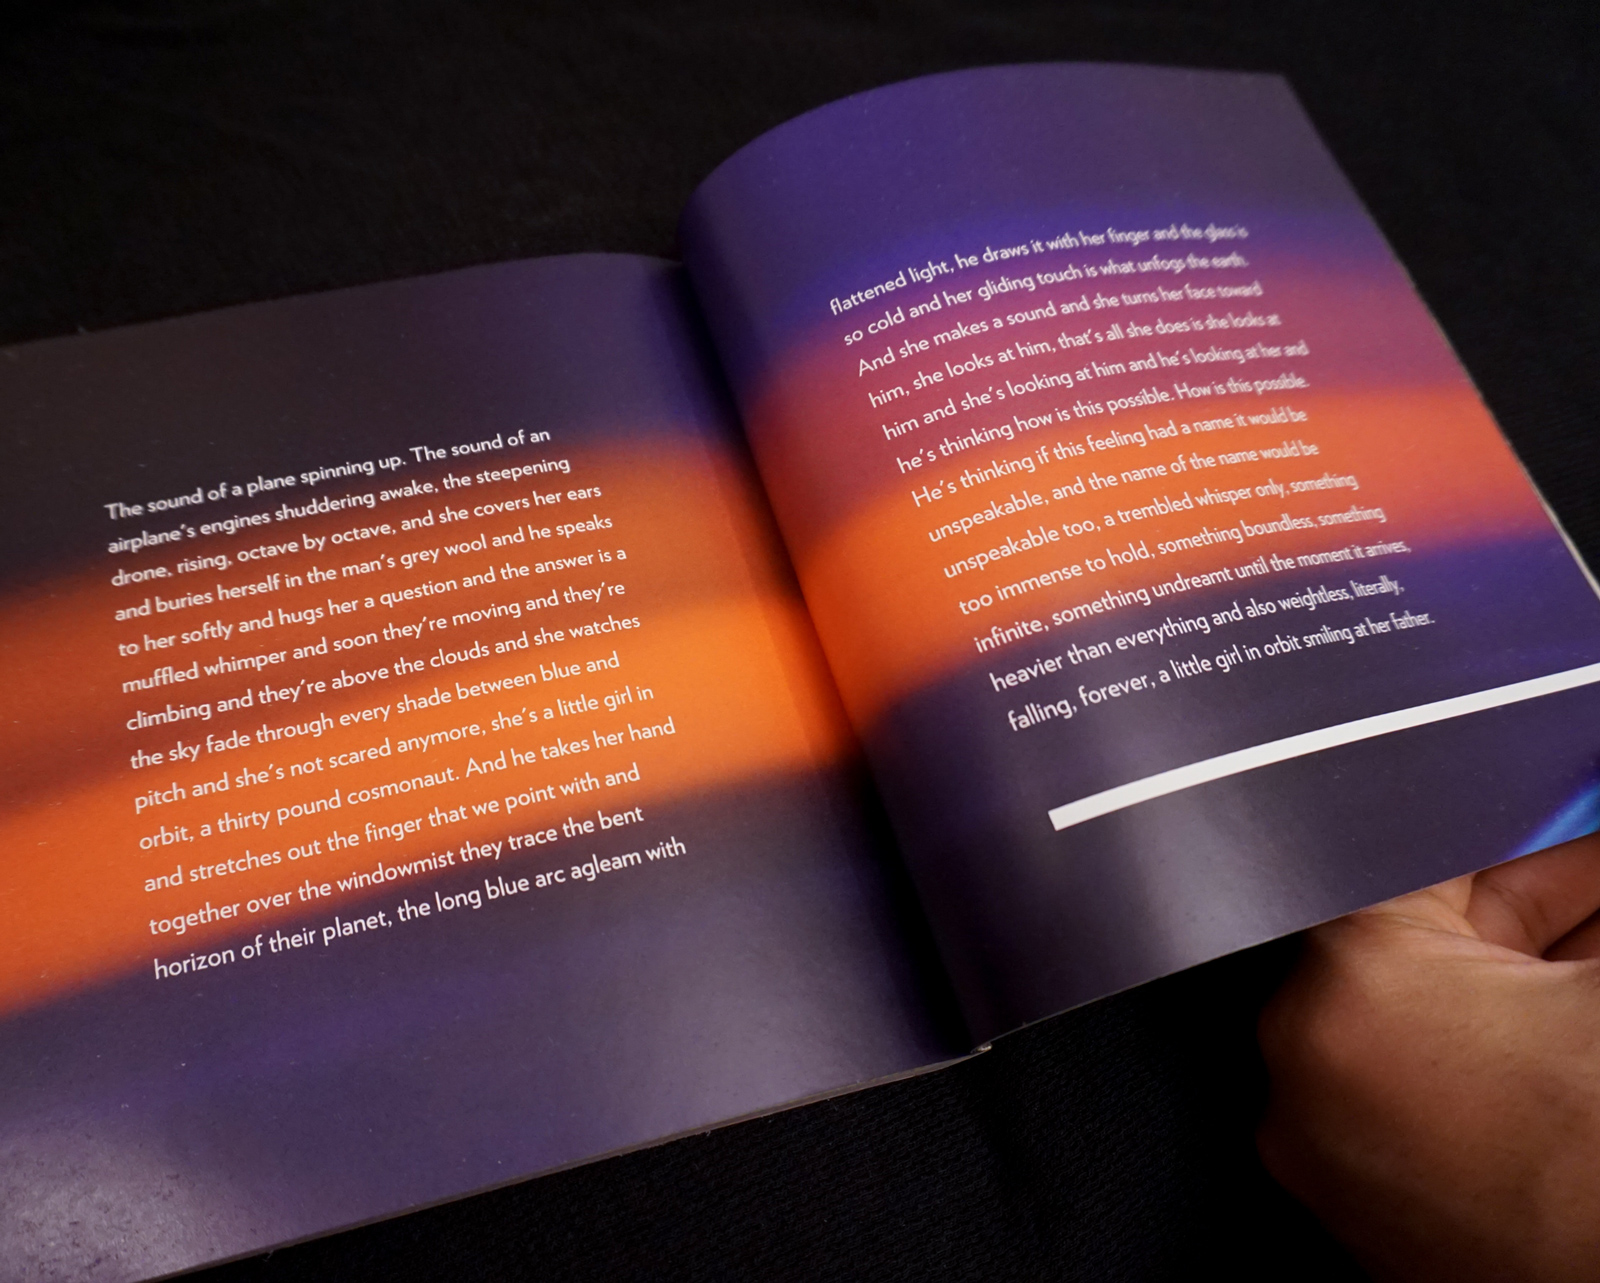 The sound of a plane spinning up. The sound of an
airplane's engines shuddering awake, the steepening
drone, rising, octave by octave, and she covers her ears
and buries herself in the man's grey wool and he speaks
to her softly and hugs her a question and the answer is a
muffled whimper and soon they're moving and they're
climbing and they're above the clouds and she watches
the sky fade through every shade between blue and
pitch and she's not scared anymore, she's a little girl in
orbit, a thirty pound cosmonaut. And he takes her hand
and stretches out the finger that we point with and
together over the windowmist they trace the bent
horizon of their planet, the long blue arc agleam with
flattened light, he draws it with her finger and the glass is
so cold and her gliding touch is what unfogs the earth.
And she makes a sound and she turns her face toward
him, she looks at him, that's all she does is she looks at
him and she's looking at him and he's looking at her and
he's thinking how is this possible. How is this possible.
He's thinking if this feeling had a name it would be
unspeakable, and the name of the name would be
unspeakable too, a trembled whisper only, something
too immense to hold, something boundless, something
infinite, something undreamt until the moment it arrives,
heavier than everything and also weightless, literally,
falling, forever, a little girl in orbit smiling at her father.